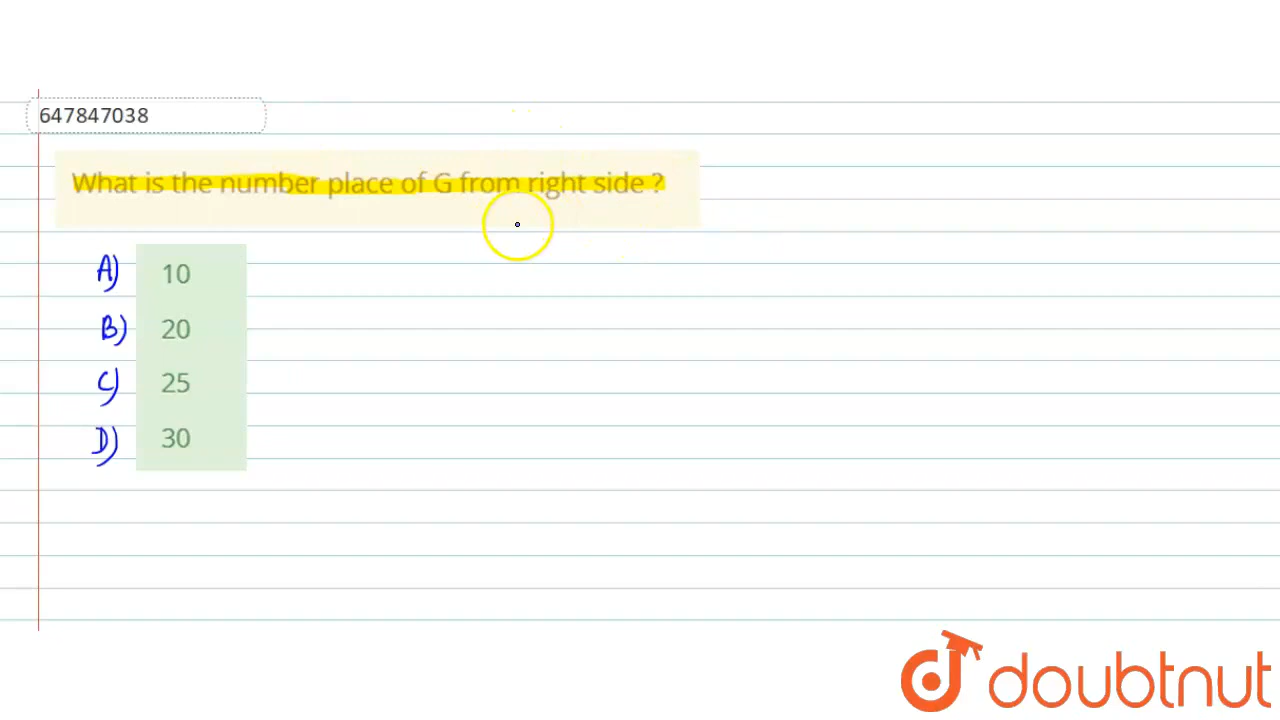 647847038
What is the number place of G from right side ?
A) 10
B) 20
C) 25
D) 30
doubtnut